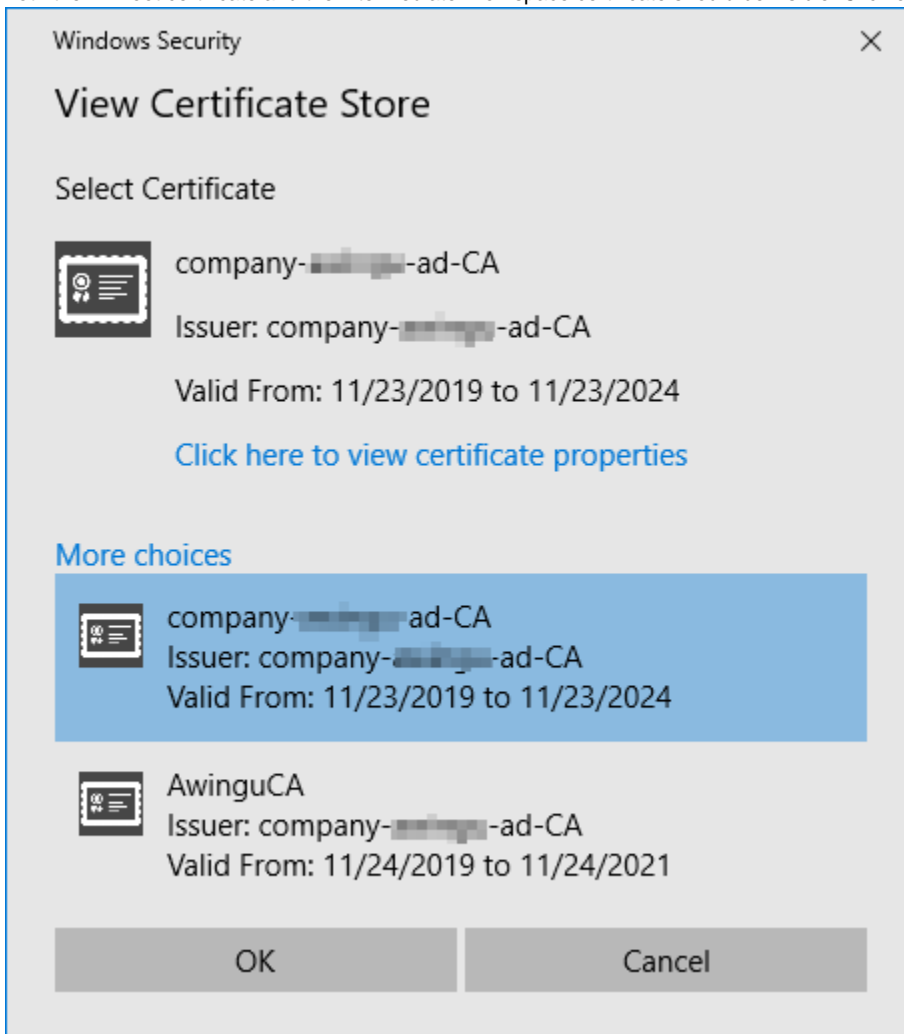 Windows Security
View Certificate Store
Select Certificate
company- -ad-CA
Issuer: company- -ad-CA
Valid From: 11/23/2019 to 11/23/2024
Click here to view certificate properties
More choices
company- ad-CA
Issuer: company- -ad-CA
Valid From: 11/23/2019 to 11/23/2024
AwinguCA
Issuer: company- -ad-CA
Valid From: 11/24/2019 to 11/24/2021
OK
Cancel